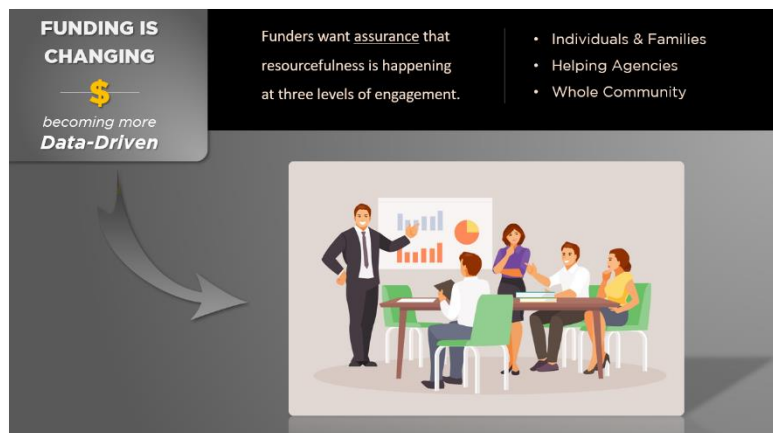 FUNDING IS
CHANGING
$
becoming more
Data-Driven
Funders want assurance that
resourcefulness is happening
at three levels of engagement.
• Individuals & Families
• Helping Agencies
• Whole Community